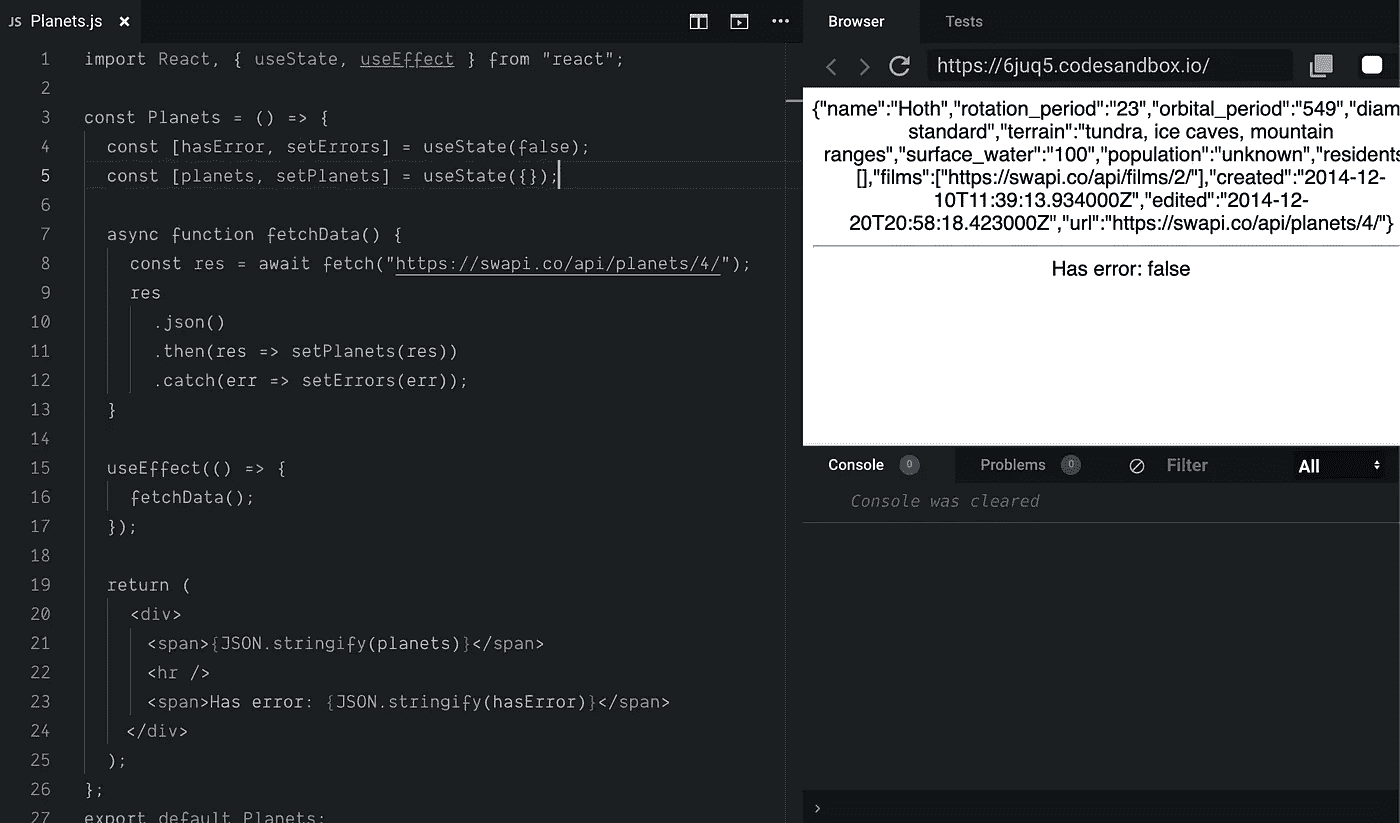 JS Planets.js ×
1 import React, { useState, useEffect } from "react";
2
3 const Planets = () => {
4 const [hasError, setErrors] = useState(false);
5 const [planets, setPlanets] = useState({});
6
7 async function fetchData() {
8 const res = await fetch("https://swapi.co/api/planets/4/");
9 res
10 .json()
11 .then(res => setPlanets(res))
12 .catch(err => setErrors(err));
13 }
14
15 useEffect(() => {
16 fetchData();
17 });
18
19 return (
20 <div>
21 <span>{JSON.stringify(planets)}</span>
22 <hr />
23 <span>Has error: {JSON.stringify(hasError)}</span>
24 </div>
25 );
26 };
27 export default Planets;
Browser Tests
https://6juq5.codesandbox.io/
{"name":"Hoth","rotation_period":"23","orbital_period":"549","diam
standard","terrain":"tundra, ice caves, mountain
ranges","surface_water":"100","population":"unknown","residents
[],"films":["https://swapi.co/api/films/2/"],"created":"2014-12-
10T11:39:13.934000Z","edited":"2014-12-
20T20:58:18.423000Z","url":"https://swapi.co/api/planets/4/"}
Has error: false
Console 0 Problems 0 Filter All
Console was cleared
›